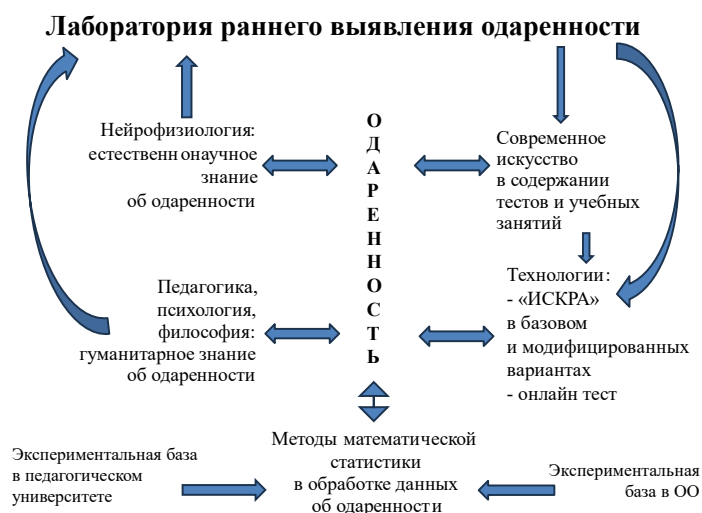 Лаборатория раннего выявления одаренности
Нейрофизиология:
естественнонаучное
знание
об одаренности
О
Д
А
Р
Е
Н
Н
О
С
Т
Ь
Современное
искусство
в содержании
тестов и учебных
занятий
Педагогика,
психология,
философия:
гуманитарное знание
об одаренности
Технологии:
- «ИСКРА»
в базовом
и модифицированных
вариантах
- онлайн тест
Экспериментальная база
в педагогическом
университете
Методы математической
статистики
в обработке данных
об одаренности
Экспериментальная
база в ОО